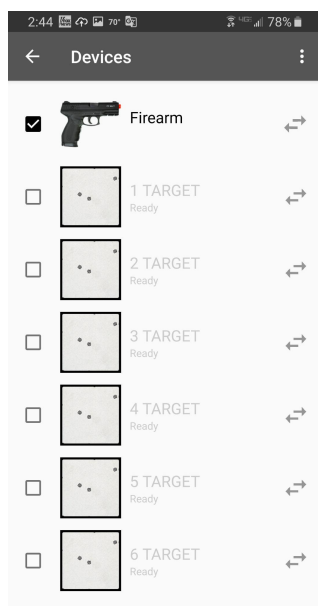 2:44 70° 4GE 78%
Devices
Firearm
1 TARGET
Ready
2 TARGET
Ready
3 TARGET
Ready
4 TARGET
Ready
5 TARGET
Ready
6 TARGET
Ready